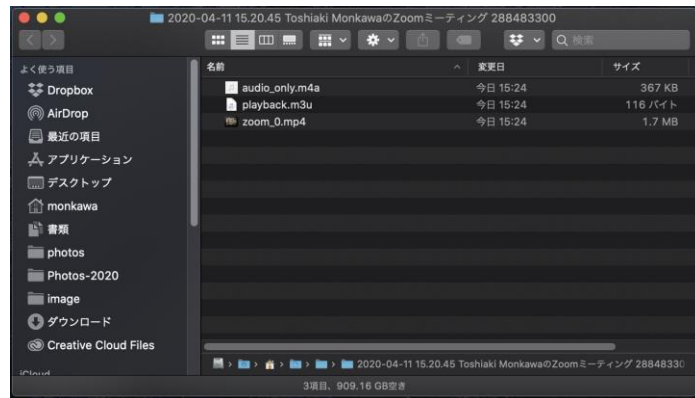 2020-04-11 15.20.45 Toshiaki MonkawaのZoomミーティング 288483300
検索
よく使う項目
Dropbox
AirDrop
最近の項目
アプリケーション
デスクトップ
monkawa
書類
photos
Photos-2020
image
ダウンロード
Creative Cloud Files
iCloud
名前 変更日 サイズ
audio_only.m4a 今日 15:24 367 KB
playback.m3u 今日 15:24 116 バイト
zoom_0.mp4 今日 15:24 1.7 MB
2020-04-11 15.20.45 Toshiaki MonkawaのZoomミーティング 28848330
3項目、909.16 GB空き